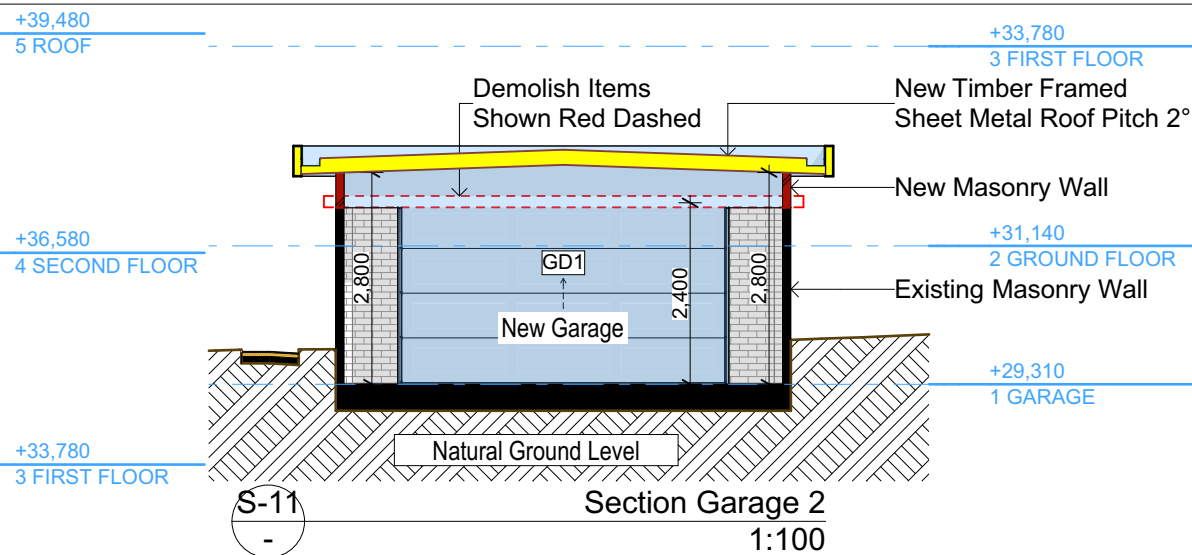 +39,480
5 ROOF
+33,780
3 FIRST FLOOR
Demolish Items
Shown Red Dashed
New Timber Framed
Sheet Metal Roof Pitch 2°
New Masonry Wall
+36,580
4 SECOND FLOOR
+31,140
2 GROUND FLOOR
2,800
GD1
2,400
2,800
Existing Masonry Wall
New Garage
+29,310
1 GARAGE
Natural Ground Level
+33,780
3 FIRST FLOOR
S-11
-
Section Garage 2
1:100